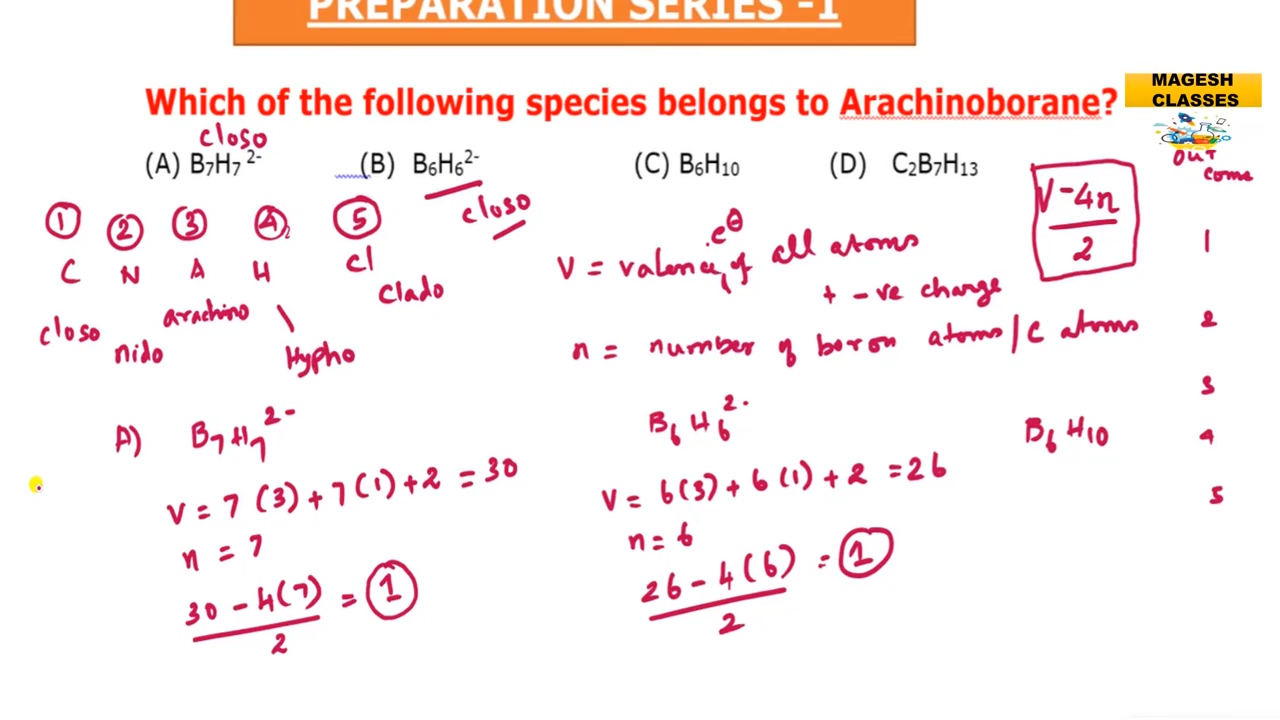 PREPARATION SERIES -1
MAGESH
CLASSES
Which of the following species belongs to Arachinoborane?
closo
(A) B₇H₇ ²⁻ (B) B₆H₆²⁻ (C) B₆H₁₀ (D) C₂B₇H₁₃
closo
out
come
1 2 3 4 5
C N A H Cl
closo nido arachino Hypho Clado
V-4n
2
V = valence e⊖ of all atoms
+ -ve charge
n = number of boron atoms/C atoms
1
2
3
4
5
A) B₇H₇²⁻
V = 7(3)+7(1)+2 = 30
n = 7
30-4(7) = 1
2
B₆H₆²⁻
V = 6(3)+6(1)+2 = 26
n = 6
26-4(6) = 1
2
B₆H₁₀